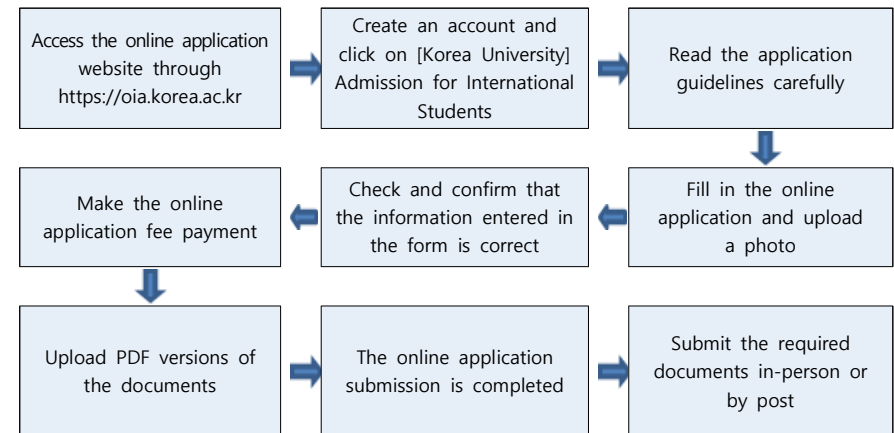 Access the online application
website through
https://oia.korea.ac.kr
Create an account and
click on [Korea University]
Admission for International
Students
Read the application
guidelines carefully
Fill in the online
application and upload
a photo
Check and confirm that
the information entered in
the form is correct
Make the online
application fee payment
Upload PDF versions of
the documents
The online application
submission is completed
Submit the required
documents in-person or
by post